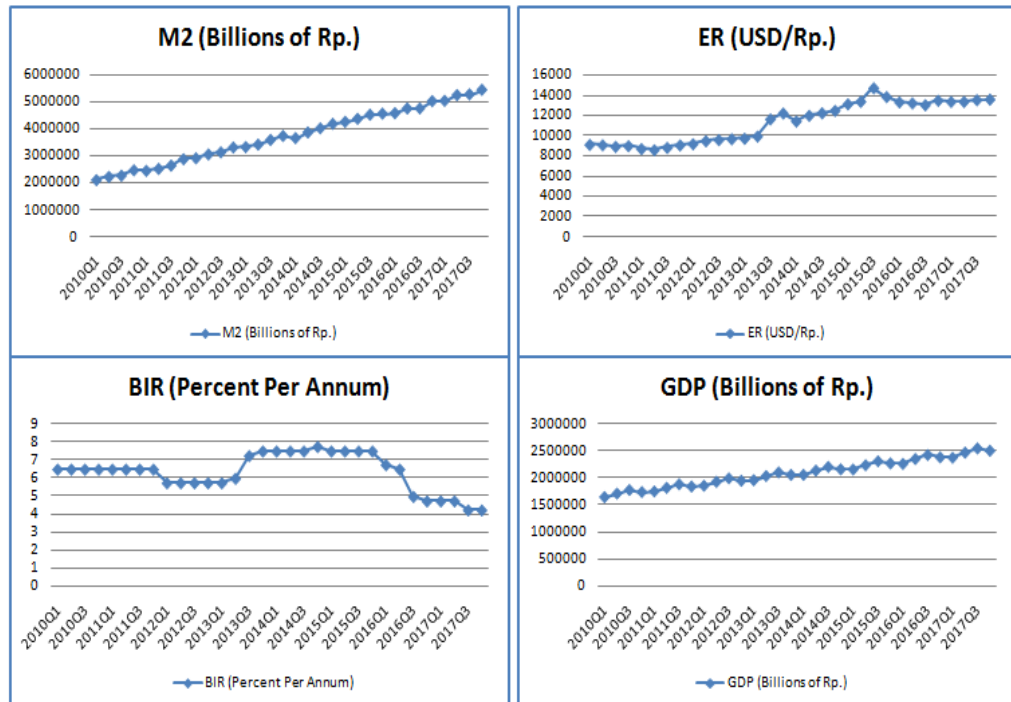 M2 (Billions of Rp.)
6000000
5000000
4000000
3000000
2000000
1000000
0
2010Q1
2010Q3
2011Q1
2011Q3
2012Q1
2012Q3
2013Q1
2013Q3
2014Q1
2014Q3
2015Q1
2015Q3
2016Q1
2016Q3
2017Q1
2017Q3
M2 (Billions of Rp.)
ER (USD/Rp.)
16000
14000
12000
10000
8000
6000
4000
2000
0
2010Q1
2010Q3
2011Q1
2011Q3
2012Q1
2012Q3
2013Q1
2013Q3
2014Q1
2014Q3
2015Q1
2015Q3
2016Q1
2016Q3
2017Q1
2017Q3
ER (USD/Rp.)
BIR (Percent Per Annum)
9
8
7
6
5
4
3
2
1
0
2010Q1
2010Q3
2011Q1
2011Q3
2012Q1
2012Q3
2013Q1
2013Q3
2014Q1
2014Q3
2015Q1
2015Q3
2016Q1
2016Q3
2017Q1
2017Q3
BIR (Percent Per Annum)
GDP (Billions of Rp.)
3000000
2500000
2000000
1500000
1000000
500000
0
2010Q1
2010Q3
2011Q1
2011Q3
2012Q1
2012Q3
2013Q1
2013Q3
2014Q1
2014Q3
2015Q1
2015Q3
2016Q1
2016Q3
2017Q1
2017Q3
GDP (Billions of Rp.)